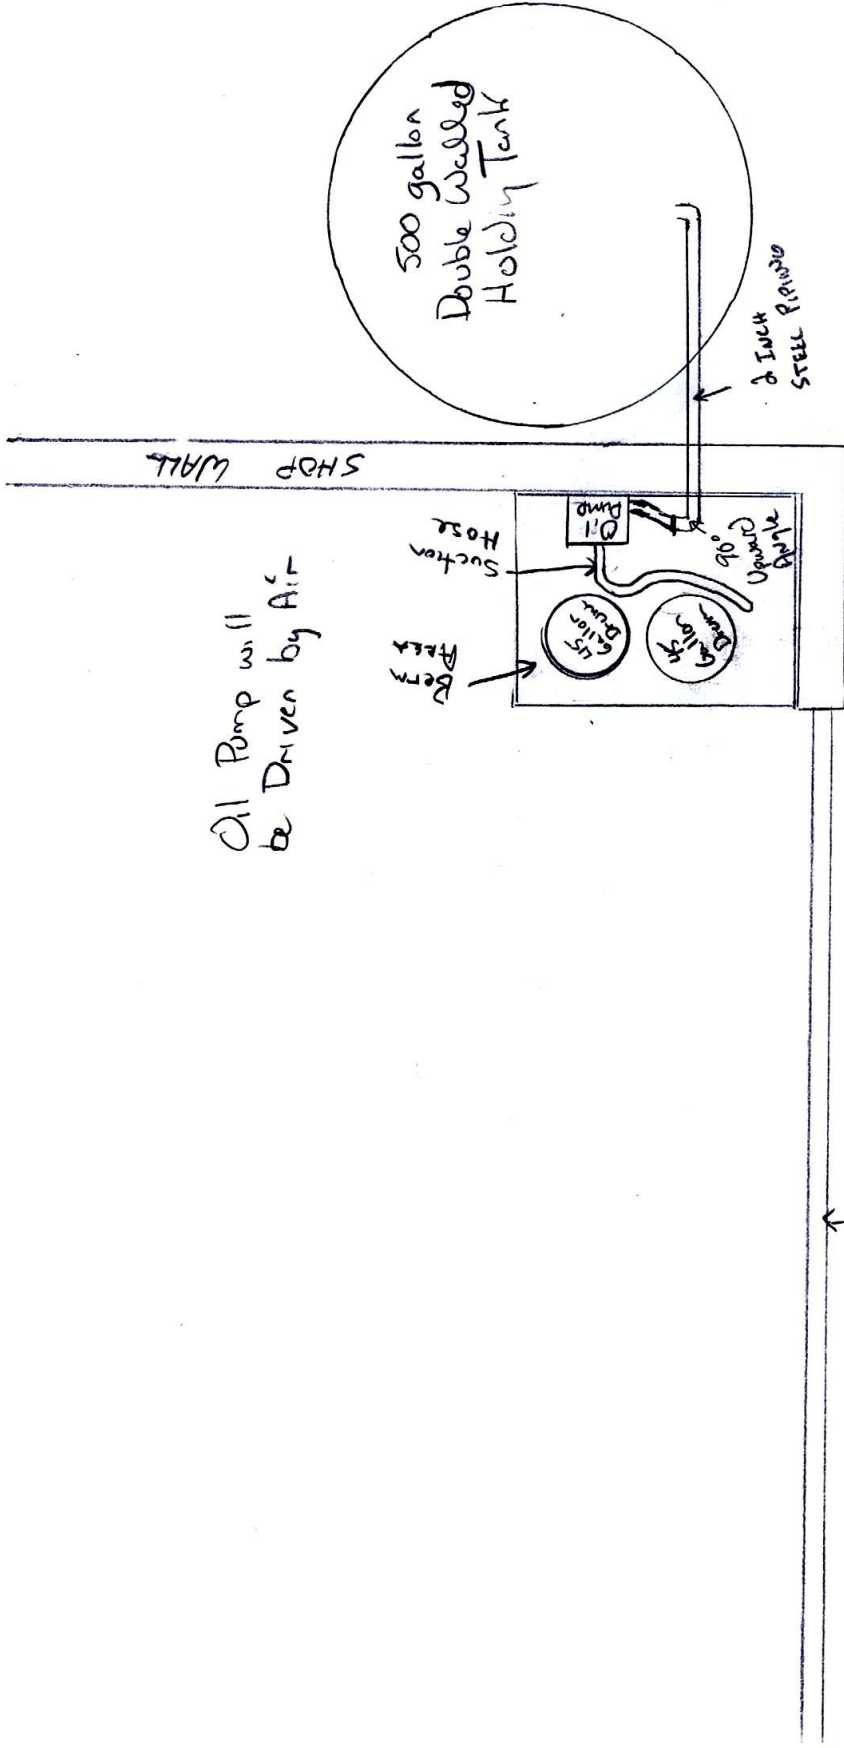 500 gallon
Double Walled
Holding Tank
2 INCH
STEEL PIPING
SHOP WALL
Oil
Pump
90°
Upward
Angle
Suction
Hose
45
Gallon
Drum
45
Gallon
Drum
Berm
AREA
Oil Pump will
be Driven by Air